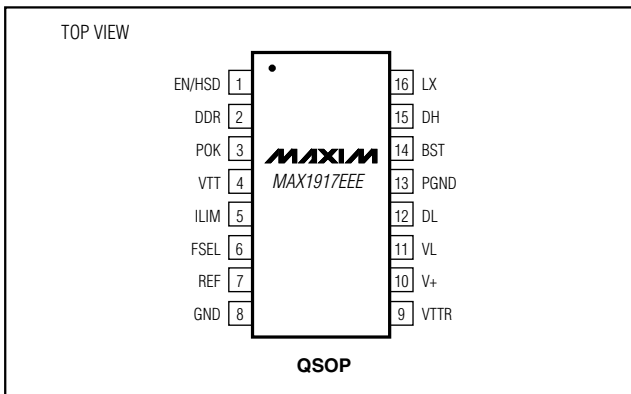 TOP VIEW
EN/HSD 1
DDR 2
POK 3
VTT 4
ILIM 5
FSEL 6
REF 7
GND 8
MAXIM
MAX1917EEE
16 LX
15 DH
14 BST
13 PGND
12 DL
11 VL
10 V+
9 VTTR
QSOP